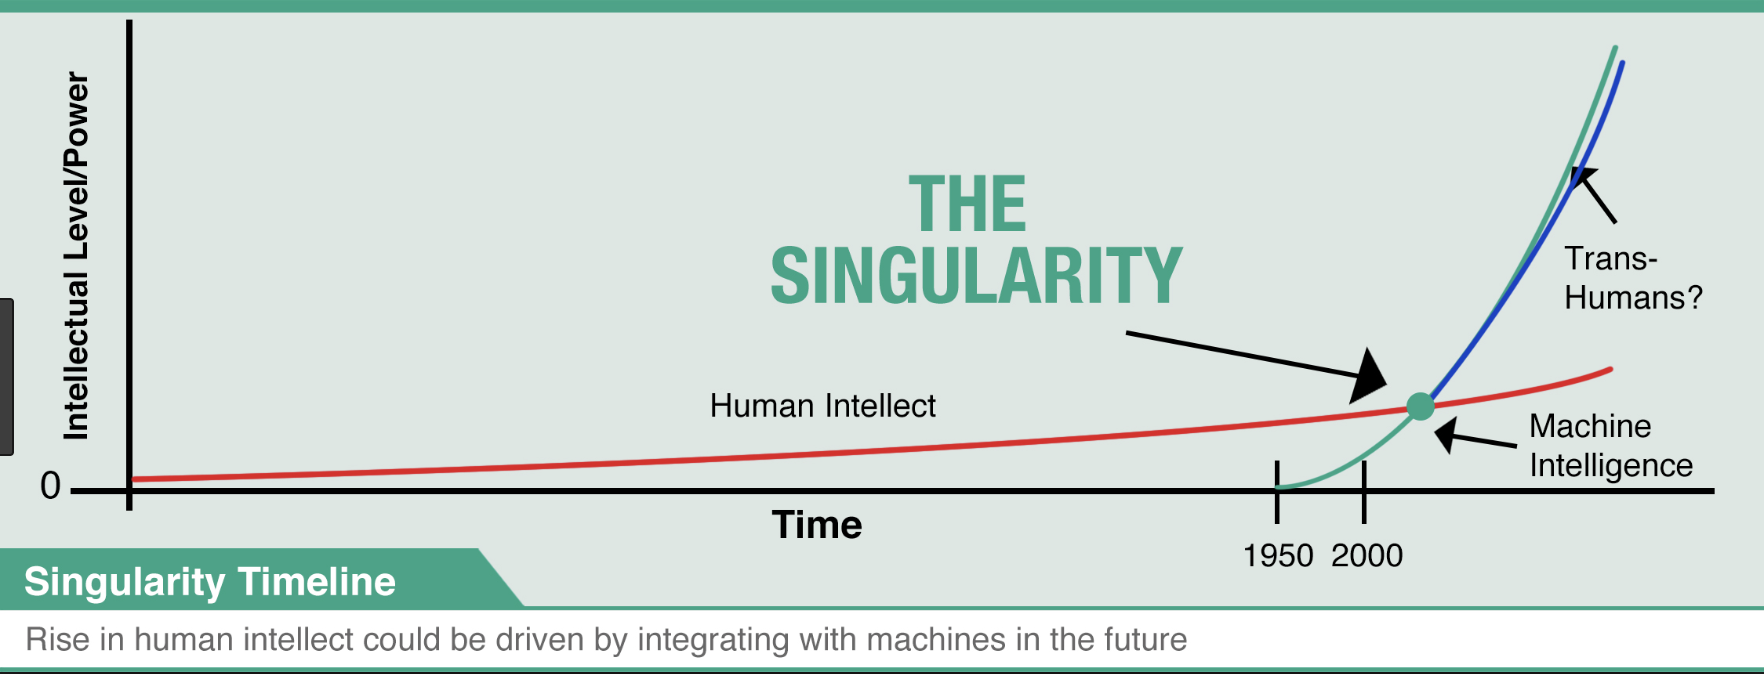 Intellectual Level/Power
THE
SINGULARITY
Trans-
Humans?
Human Intellect
Machine
Intelligence
0
Time
1950 2000
Singularity Timeline
Rise in human intellect could be driven by integrating with machines in the future